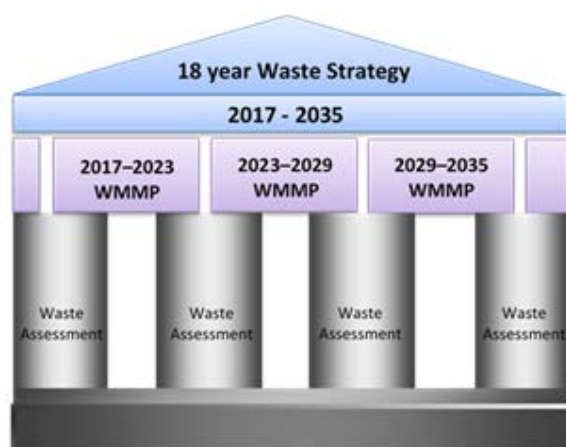 18 year Waste Strategy
2017 - 2035
2017–2023
WMMP
2023–2029
WMMP
2029–2035
WMMP
Waste
Assessment
Waste
Assessment
Waste
Assessment
Waste
Assessment